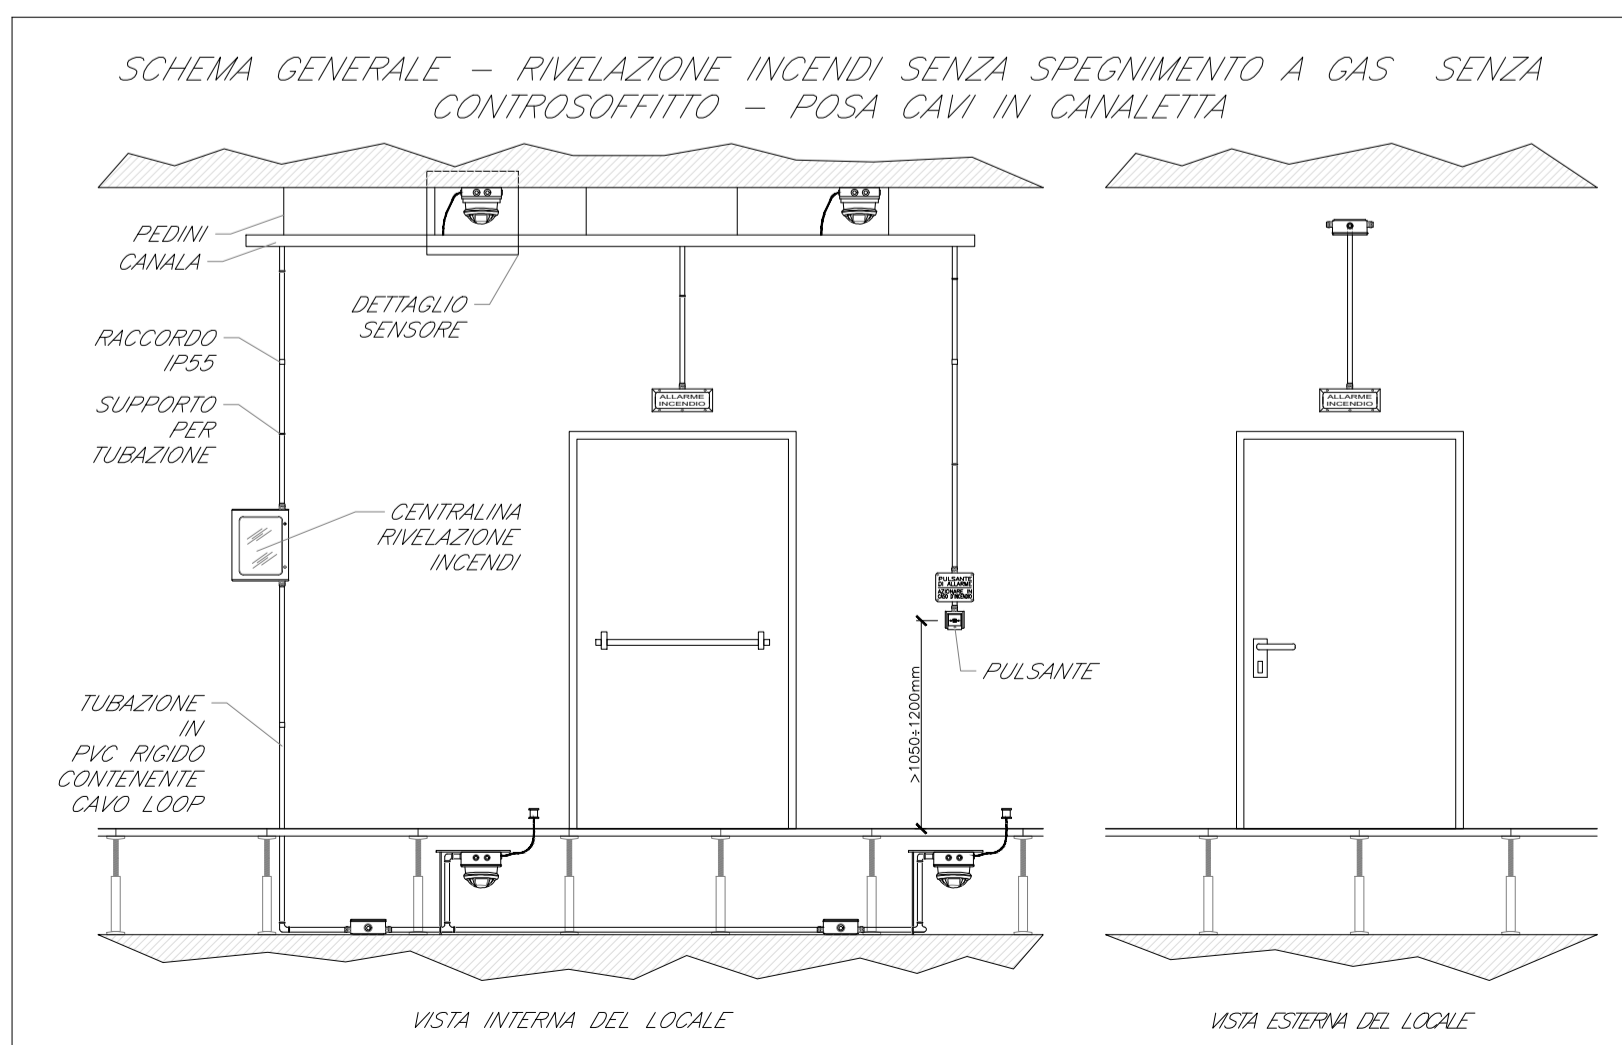 SCHEMA GENERALE – RIVELAZIONE INCENDI SENZA SPEGNIMENTO A GAS SENZA
CONTROSOFFITTO – POSA CAVI IN CANALETTA
PEDINI
CANALA
DETTAGLIO
SENSORE
RACCORDO
IP55
SUPPORTO
PER
TUBAZIONE
ALLARME
INCENDIO
ALLARME
INCENDIO
CENTRALINA
RIVELAZIONE
INCENDI
PULSANTE
DI ALLARME
AZIONARE IN
CASO D'INCENDIO
PULSANTE
>1050÷1200mm
TUBAZIONE
IN
PVC RIGIDO
CONTENENTE
CAVO LOOP
VISTA INTERNA DEL LOCALE
VISTA ESTERNA DEL LOCALE